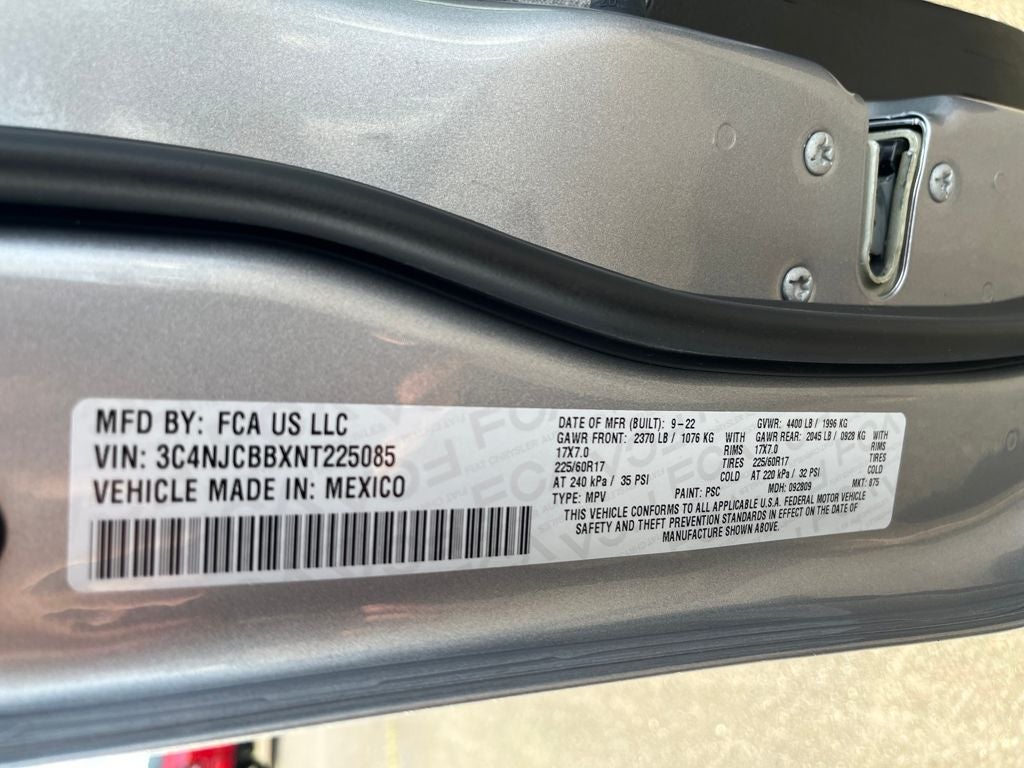 MFD BY: FCA US LLC
VIN: 3C4NJCBBXNT225085
VEHICLE MADE IN: MEXICO
DATE OF MFR (BUILT): 9-22 GVWR: 4400 LB / 1996 KG
GAWR FRONT: 2370 LB / 1076 KG WITH GAWR REAR: 2045 LB / 0928 KG WITH
17X7.0 RIMS 17X7.0 RIMS
225/60R17 TIRES 225/60R17 TIRES
AT 240 kPa / 35 PSI COLD AT 220 kPa / 32 PSI COLD
TYPE: MPV PAINT: PSC MDH: 092809 MKT: 875
THIS VEHICLE CONFORMS TO ALL APPLICABLE U.S.A. FEDERAL MOTOR VEHICLE
SAFETY AND THEFT PREVENTION STANDARDS IN EFFECT ON THE DATE OF
MANUFACTURE SHOWN ABOVE.